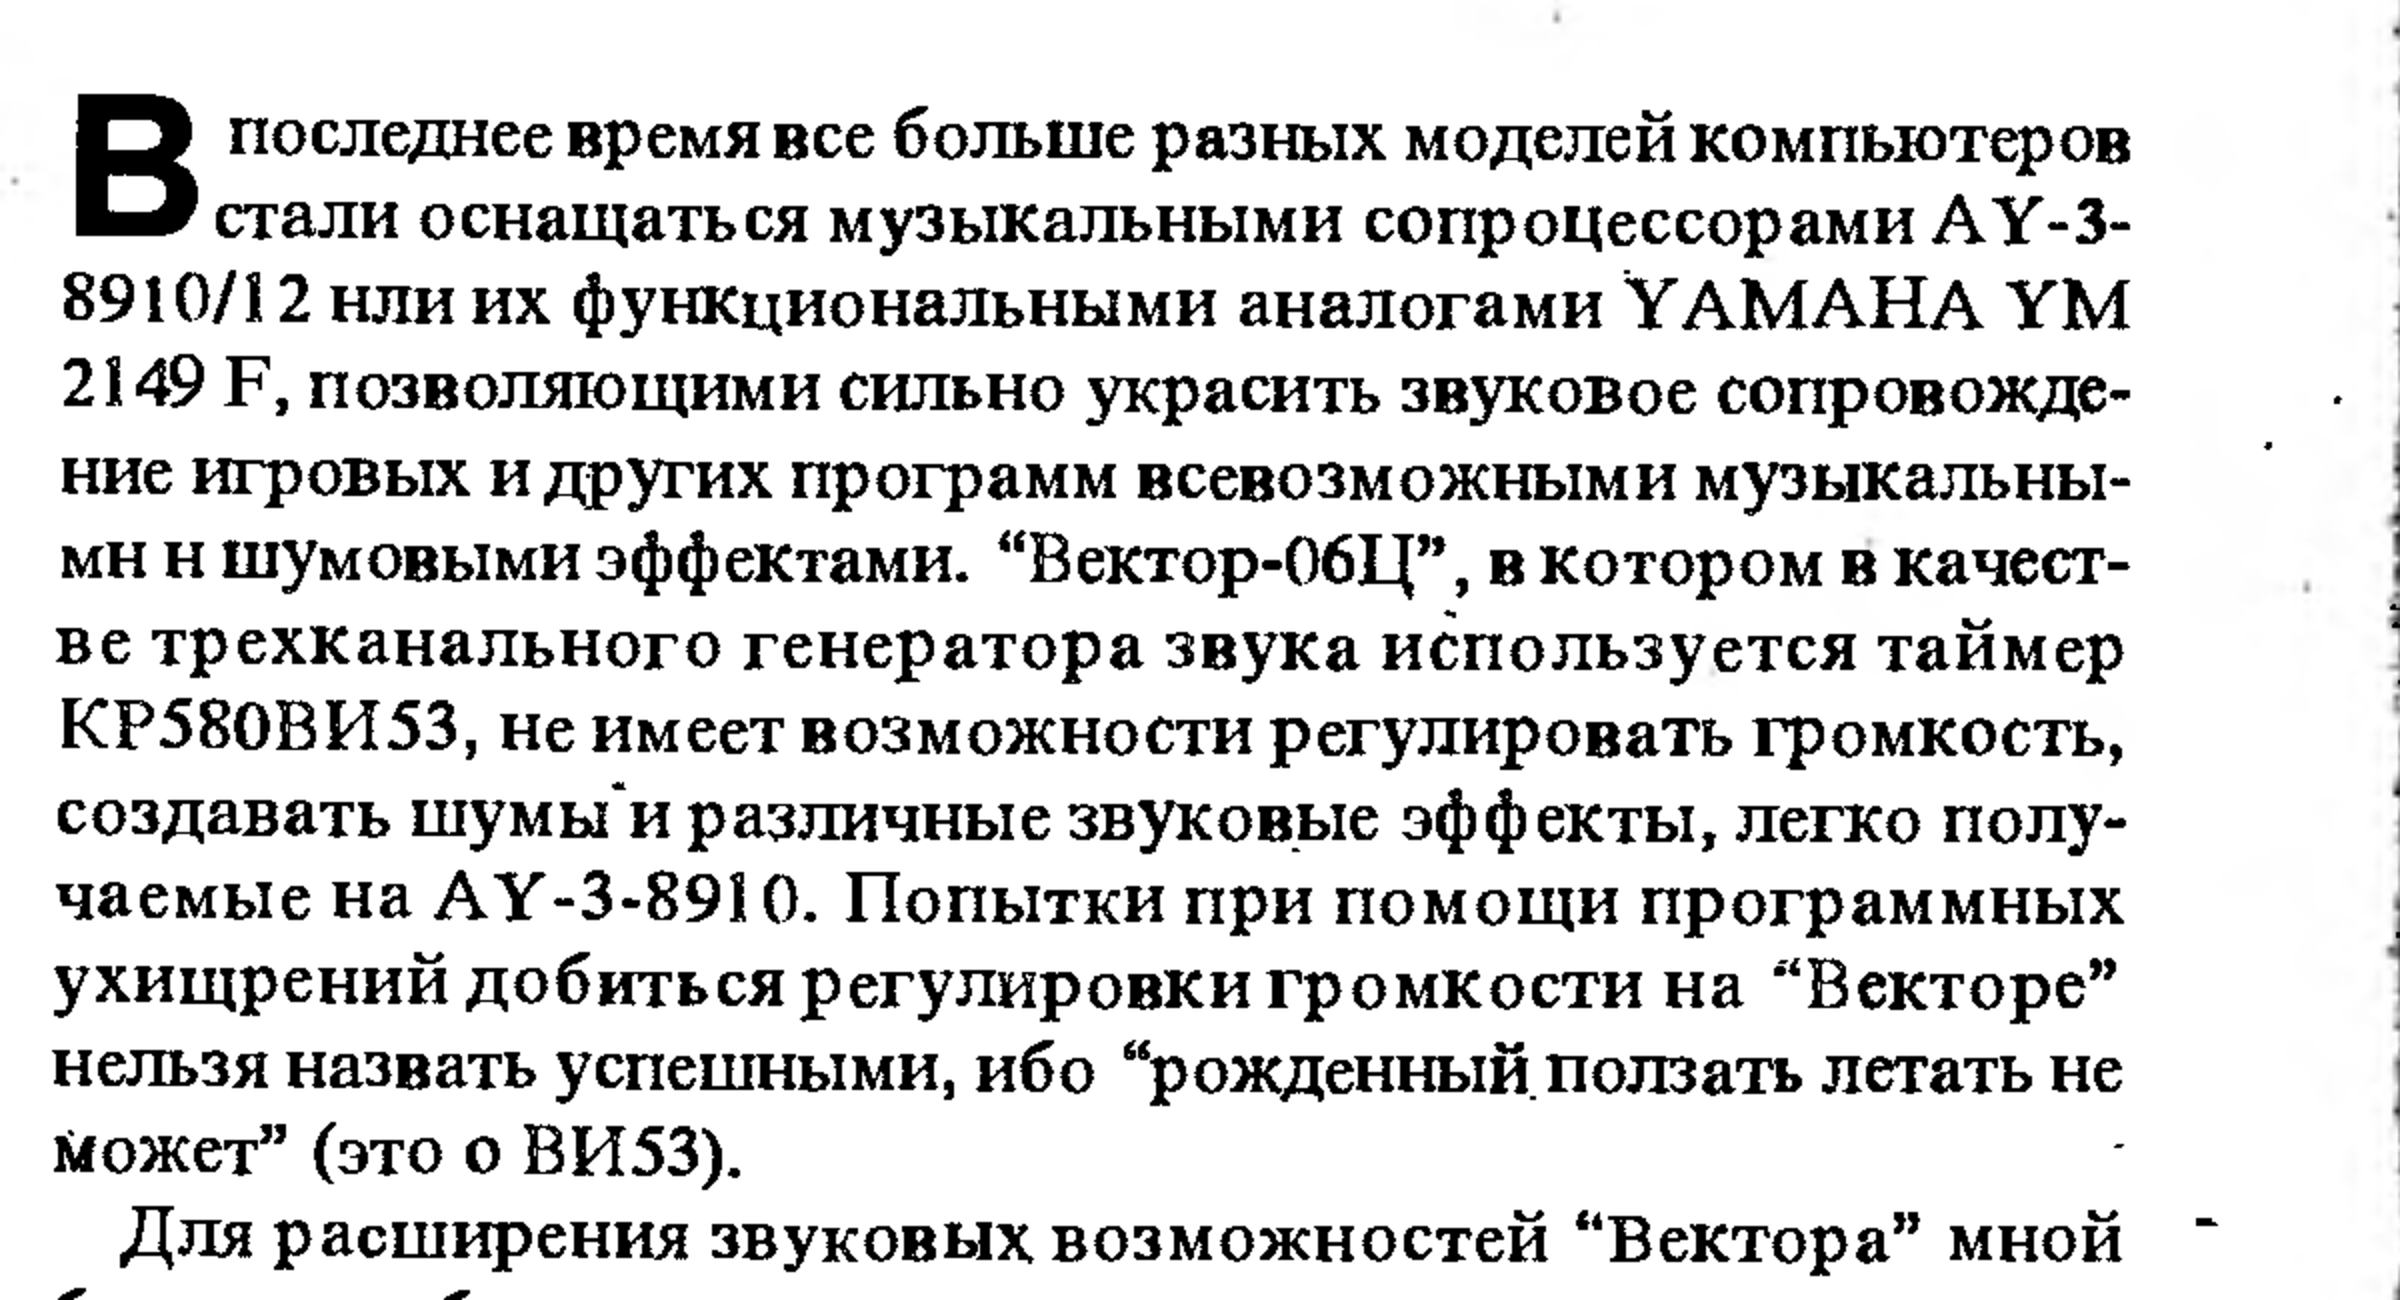 В последнее время все больше разных моделей компьютеров
стали оснащаться музыкальными сопроцессорами AY-3-
8910/12 нли их функциональными аналогами YAMAHA YM
2149 F, позволяющими сильно украсить звуковое сопровожде-
ние игровых и других программ всевозможными музыкальны-
мн н шумовыми эффектами. “Вектор-06Ц”, в котором в качест-
ве трехканального генератора звука используется таймер
КР580ВИ53, не имеет возможности регулировать громкость,
создавать шумы и различные звуковые эффекты, легко полу-
чаемые на AY-3-8910. Попытки при помощи программных
ухищрений добиться регулировки громкости на “Векторе”
нельзя назвать успешными, ибо “рожденный ползать летать не
может” (это о ВИ53).
Для расширения звуковых возможностей “Вектора” мной